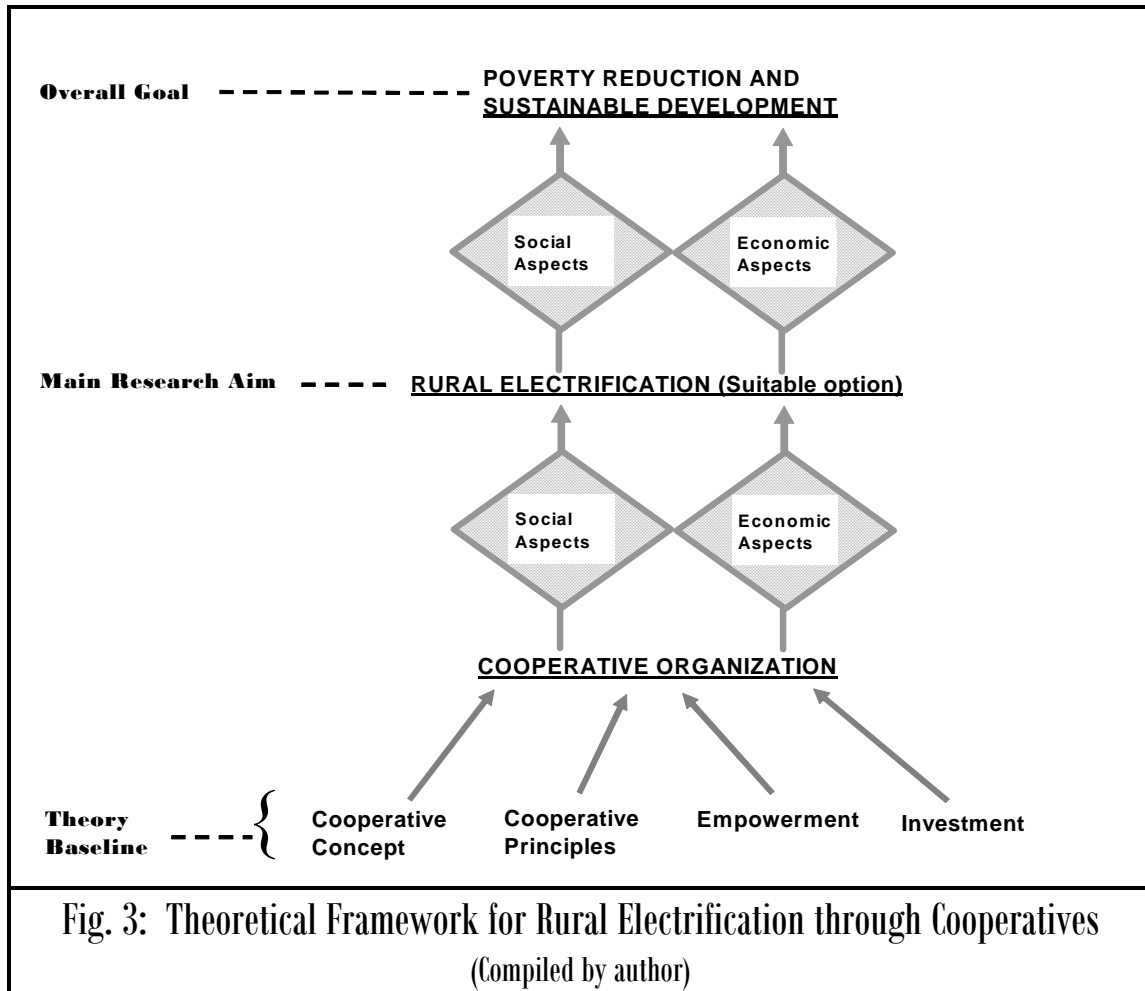 Overall Goal
POVERTY REDUCTION AND
SUSTAINABLE DEVELOPMENT
Social
Aspects
Economic
Aspects
Main Research Aim
RURAL ELECTRIFICATION (Suitable option)
Social
Aspects
Economic
Aspects
COOPERATIVE ORGANIZATION
Theory
Baseline
{
Cooperative
Concept
Cooperative
Principles
Empowerment
Investment
Fig. 3: Theoretical Framework for Rural Electrification through Cooperatives
(Compiled by author)